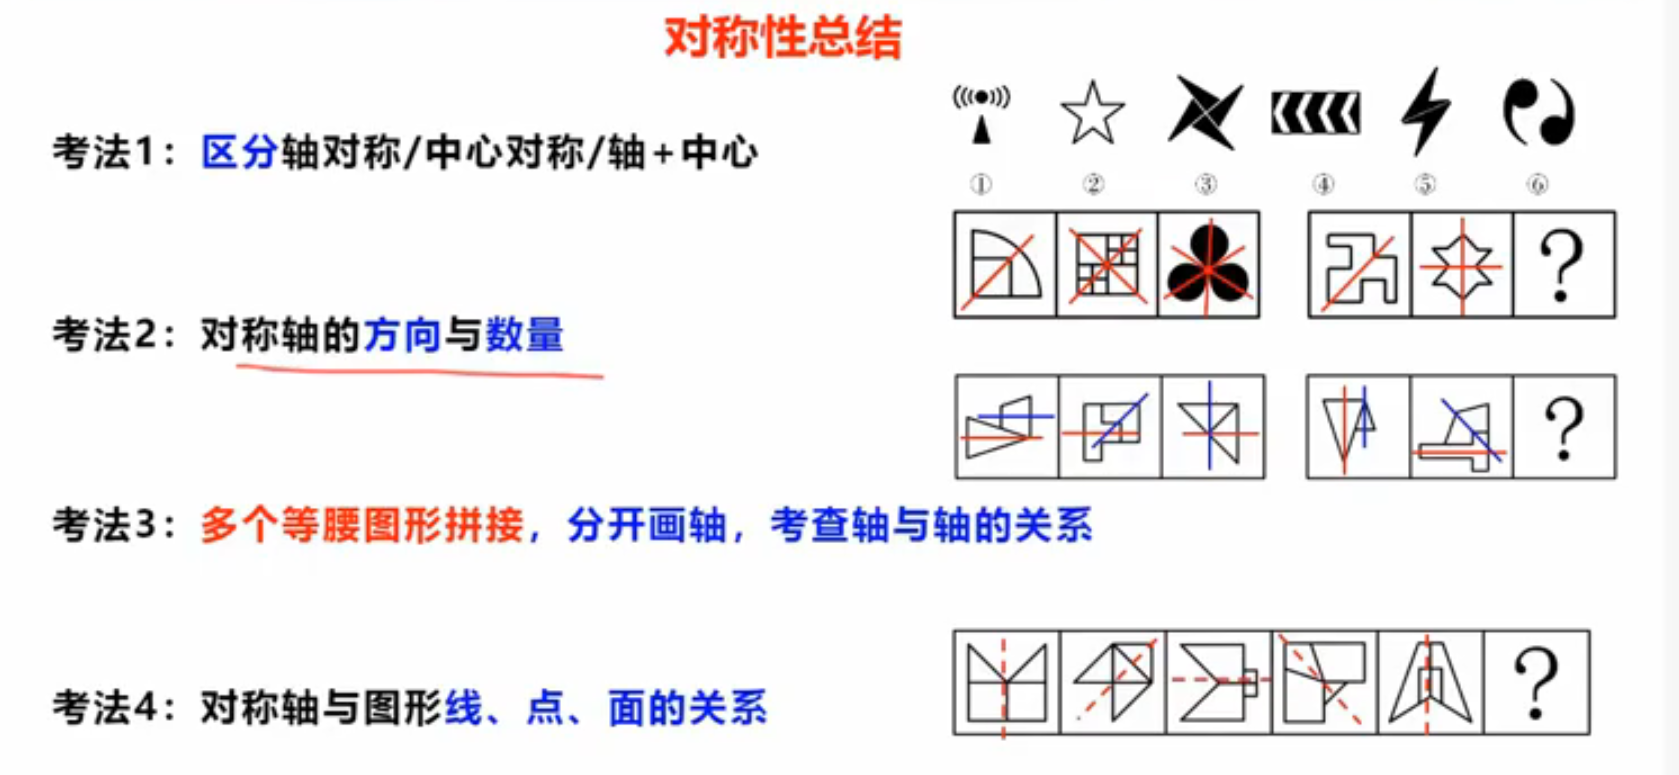 对称性总结
考法1：区分轴对称/中心对称/轴+中心
① ② ③ ④ ⑤ ⑥
考法2：对称轴的方向与数量
?
?
考法3：多个等腰图形拼接，分开画轴，考查轴与轴的关系
考法4：对称轴与图形线、点、面的关系
?